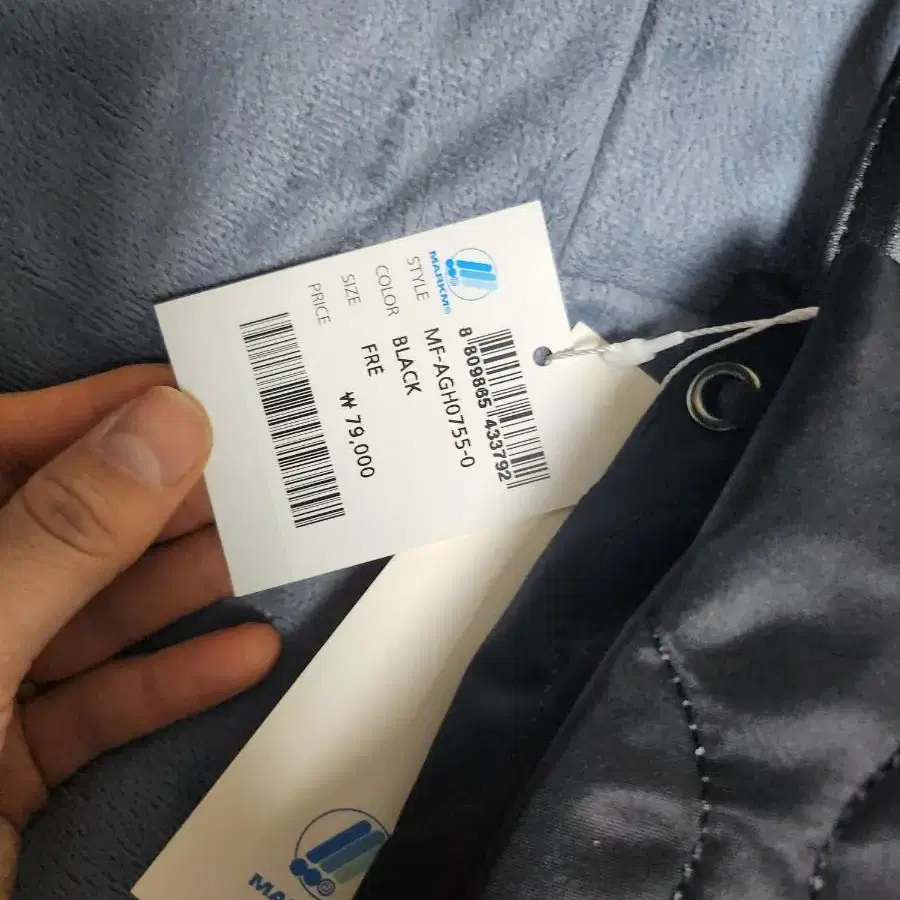 MARKM®
STYLE MF-AGH0755-0
COLOR BLACK
SIZE FRE
PRICE ₩ 79,000
8 809865 433792